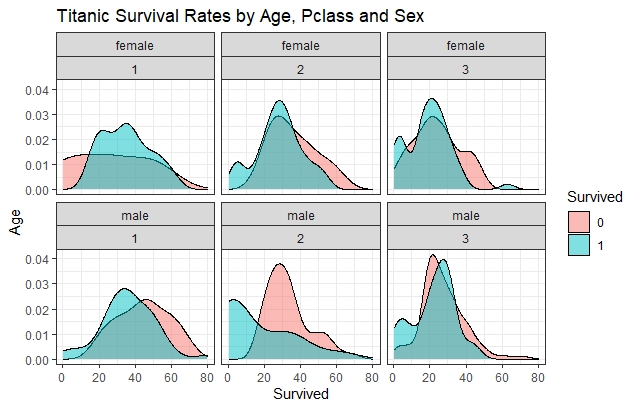 Titanic Survival Rates by Age, Pclass and Sex
female female female
1 2 3
0.04
0.03
0.02
0.01
0.00
male male male
1 2 3
0.04
0.03
0.02
0.01
0.00
0 20 40 60 80 0 20 40 60 80 0 20 40 60 80
Survived
Age
Survived
0
1